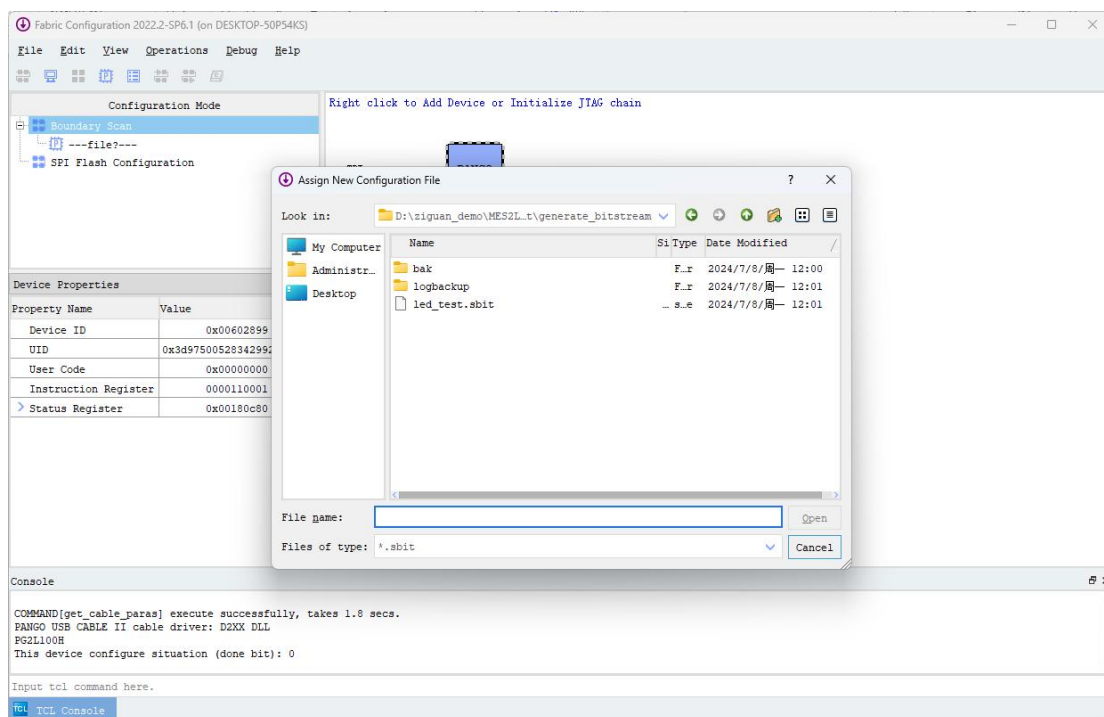 Fabric Configuration 2022.2-SP6.1 (on DESKTOP-50P54KS)
File Edit View Operations Debug Help
Configuration Mode
Boundary Scan
---file?---
SPI Flash Configuration
Right click to Add Device or Initialize JTAG chain
Assign New Configuration File
Look in: D:\ziguan_demo\MES2L…t\generate_bitstream
My Computer
Administr…
Desktop
Name Si Type Date Modified
bak F…r 2024/7/8/周一 12:00
logbackup F…r 2024/7/8/周一 12:01
led_test.sbit … s…e 2024/7/8/周一 12:01
File name: Open
Files of type: *.sbit Cancel
Device Properties
Property Name Value
Device ID 0x00602899
UID 0x3d97500528342992
User Code 0x00000000
Instruction Register 0000110001
Status Register 0x00180c80
Console
COMMAND[get_cable_paras] execute successfully, takes 1.8 secs.
PANGO USB CABLE II cable driver: D2XX DLL
PG2L100H
This device configure situation (done bit): 0
Input tcl command here.
TCL TCL Console